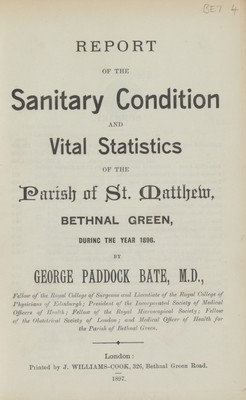 BET 4
REPORT
OF THE
Sanitary Condition
AND
Vital Statistics
OF THE
Parish of St. Matthew,
BETHNAL GREEN,
DURING THE YEAR 1896.
BY
GEORGE PADDOCK BATE, M.D.,
Fellow of the Royal College of Surgeons and Licentiate of the Royal College of
Physicians of Edinburgh; President of the Incorporated Society of Medical
Officers of Health; Fellow of the Royal Microscopical Society; Fellow
of the Obstetrical Society of London; and Medical Officer of Health for
the Parish of Bethnal Green.
London:
Printed by J. WILLIAMS-COOK, 325, Bethnal Green Road.
1897.